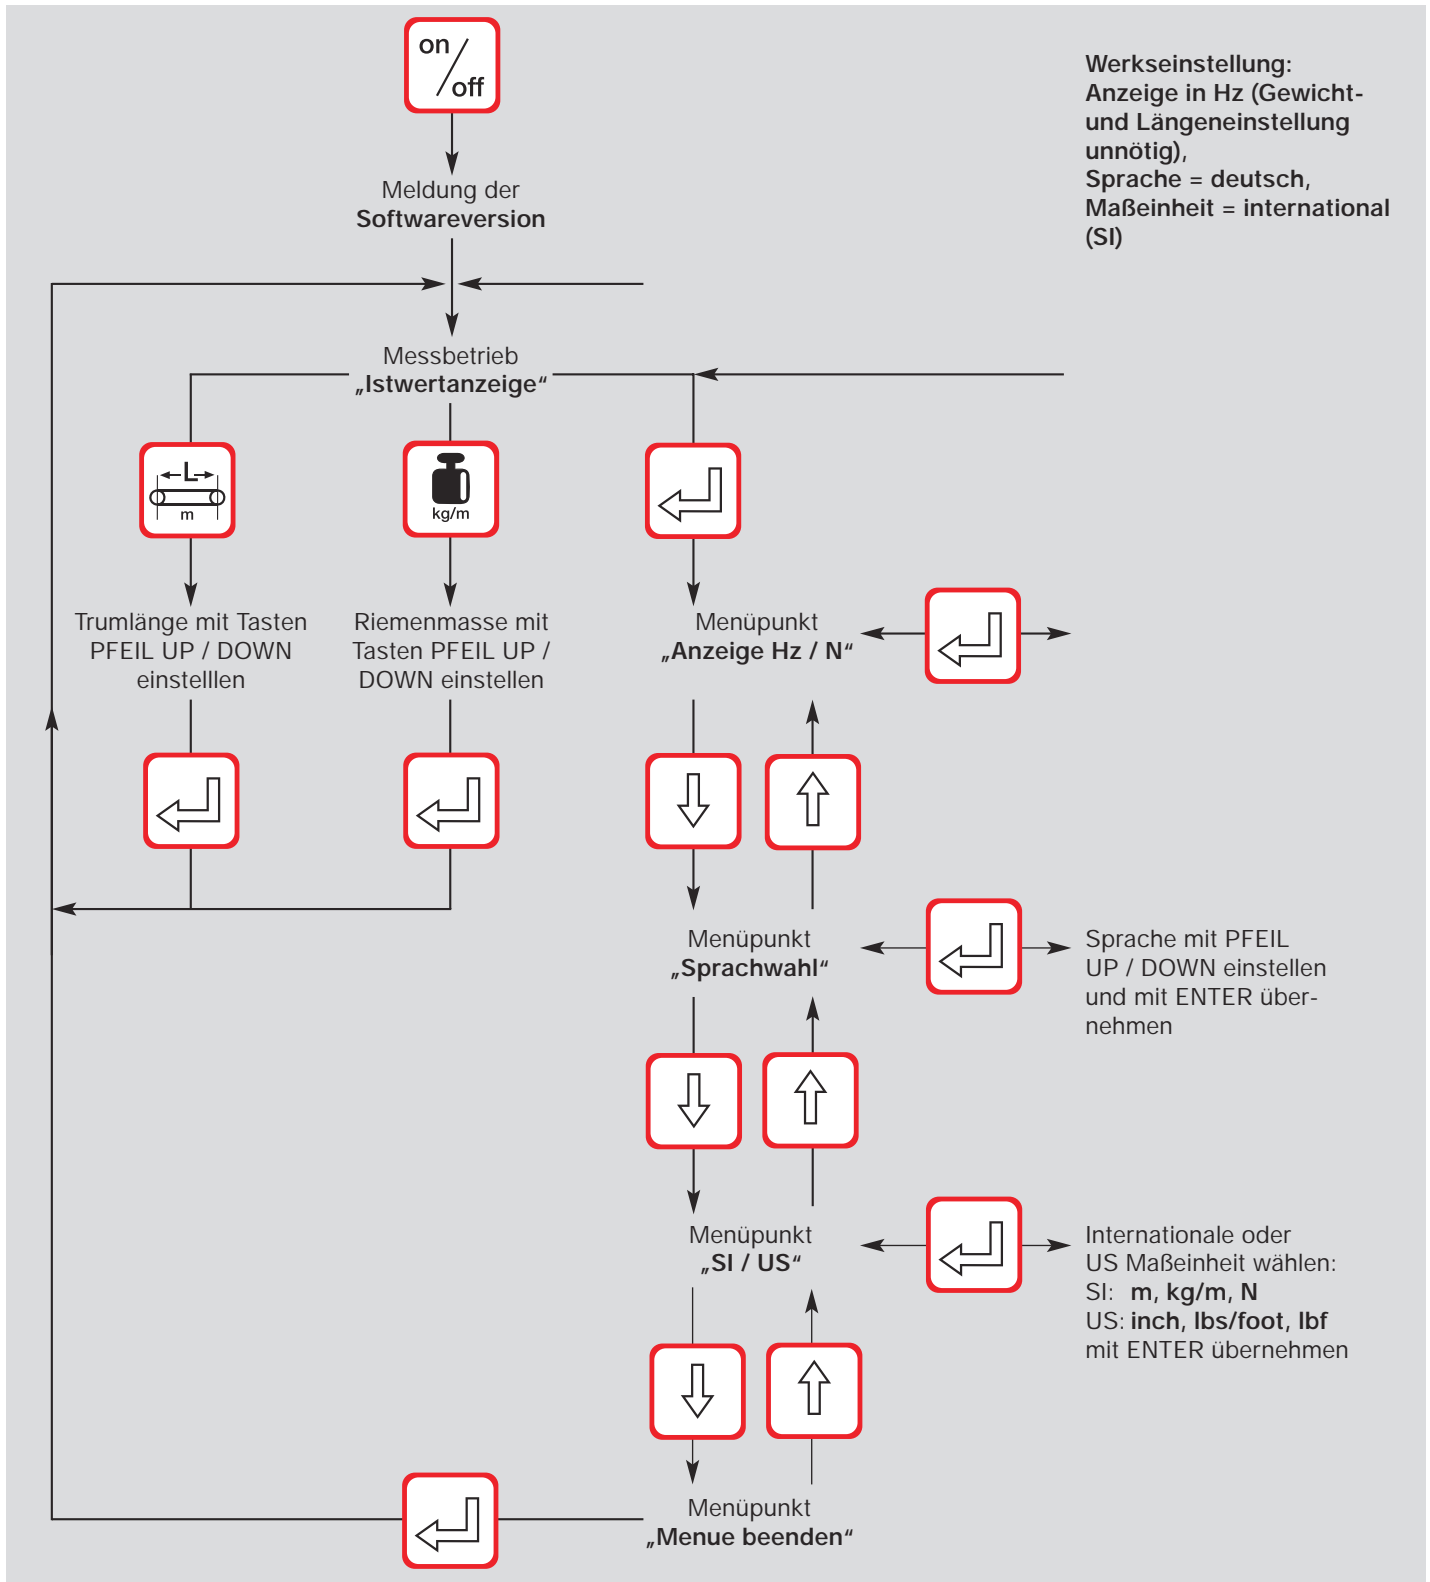 on
off
Werkseinstellung:
Anzeige in Hz (Gewicht-
und Längeneinstellung
unnötig),
Sprache = deutsch,
Maßeinheit = international
(SI)
Meldung der
Softwareversion
Messbetrieb
„Istwertanzeige“
L
m
kg/m
Trumlänge mit Tasten
PFEIL UP / DOWN
einstelllen
Riemenmasse mit
Tasten PFEIL UP /
DOWN einstellen
Menüpunkt
„Anzeige Hz / N“
Menüpunkt
„Sprachwahl“
Sprache mit PFEIL
UP / DOWN einstellen
und mit ENTER über-
nehmen
Menüpunkt
„SI / US“
Internationale oder
US Maßeinheit wählen:
SI: m, kg/m, N
US: inch, lbs/foot, lbf
mit ENTER übernehmen
Menüpunkt
„Menue beenden“